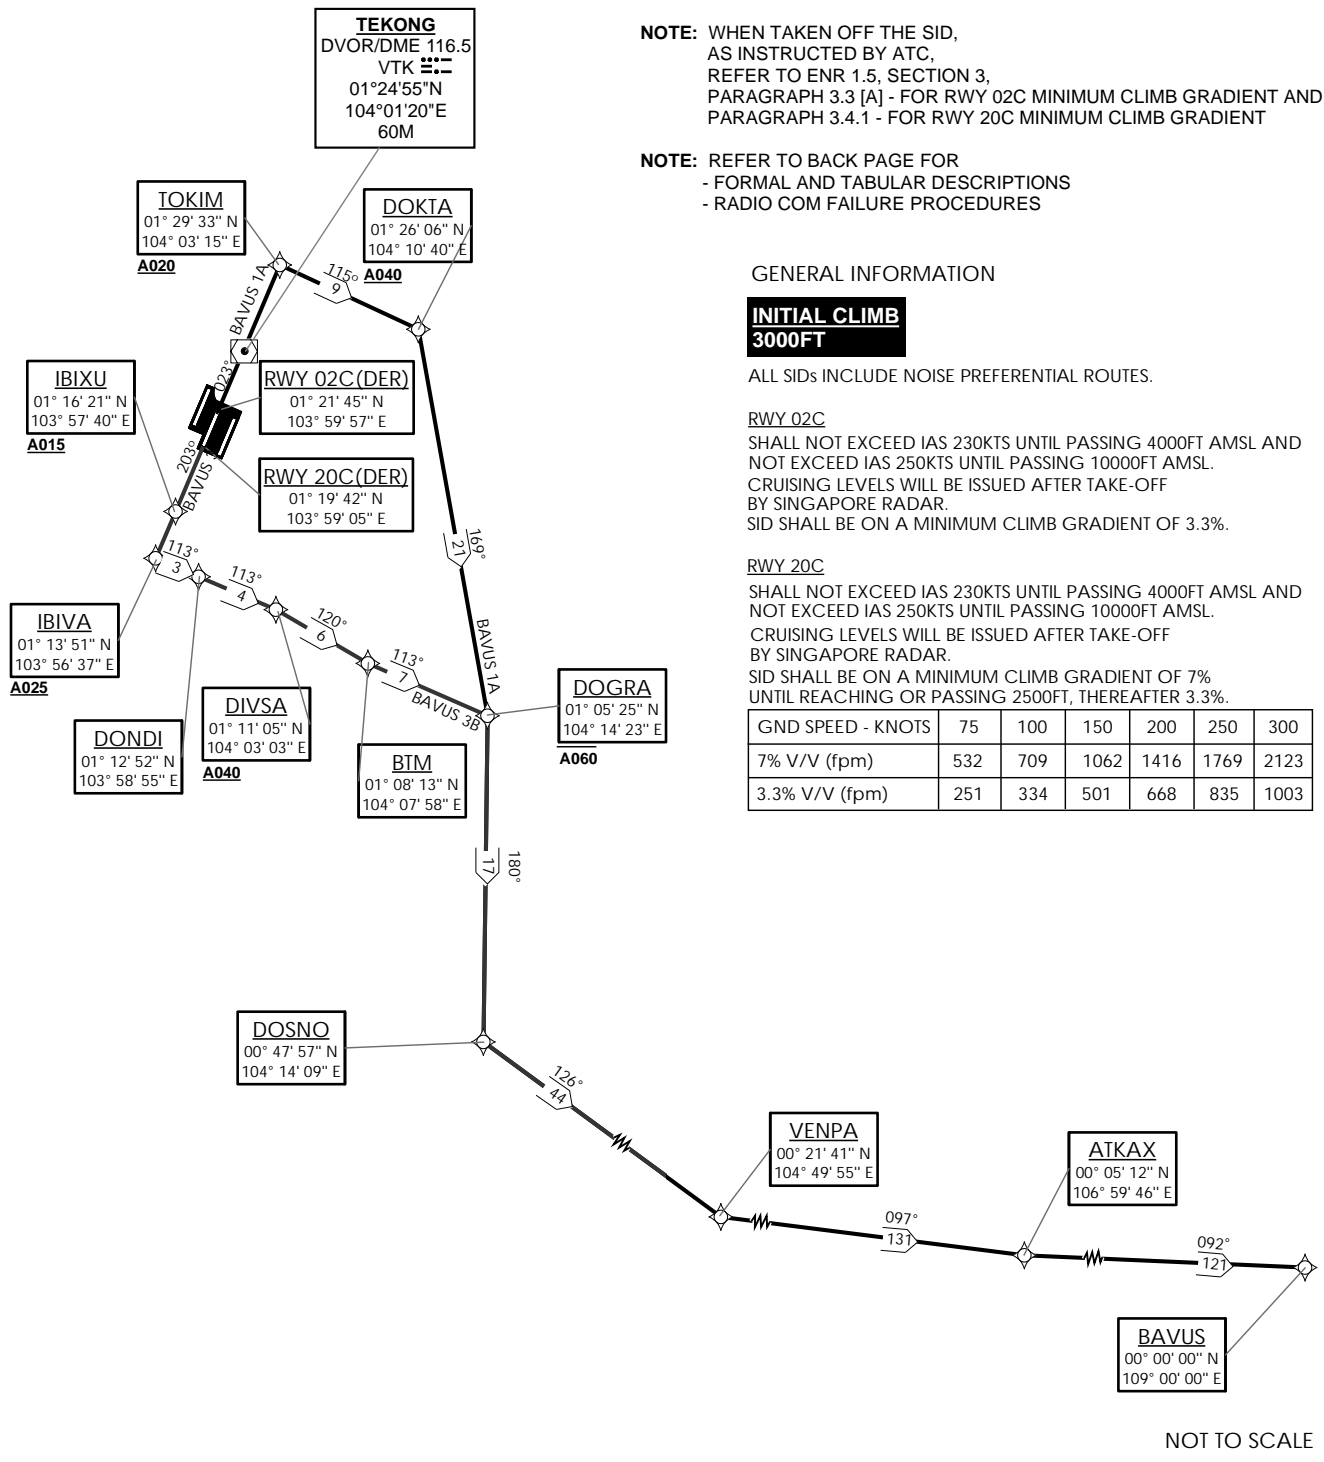 TEKONG
DVOR/DME 116.5
VTK
01°24'55"N
104°01'20"E
60M
NOTE: WHEN TAKEN OFF THE SID,
AS INSTRUCTED BY ATC,
REFER TO ENR 1.5, SECTION 3,
PARAGRAPH 3.3 [A] - FOR RWY 02C MINIMUM CLIMB GRADIENT AND
PARAGRAPH 3.4.1 - FOR RWY 20C MINIMUM CLIMB GRADIENT
NOTE: REFER TO BACK PAGE FOR
- FORMAL AND TABULAR DESCRIPTIONS
- RADIO COM FAILURE PROCEDURES
TOKIM
01° 29' 33" N
104° 03' 15" E
A020
DOKTA
01° 26' 06" N
104° 10' 40" E
A040
115°
9
BAVUS 1A
023°
GENERAL INFORMATION
INITIAL CLIMB
3000FT
ALL SIDs INCLUDE NOISE PREFERENTIAL ROUTES.
RWY 02C
SHALL NOT EXCEED IAS 230KTS UNTIL PASSING 4000FT AMSL AND
NOT EXCEED IAS 250KTS UNTIL PASSING 10000FT AMSL.
CRUISING LEVELS WILL BE ISSUED AFTER TAKE-OFF
BY SINGAPORE RADAR.
SID SHALL BE ON A MINIMUM CLIMB GRADIENT OF 3.3%.
RWY 20C
SHALL NOT EXCEED IAS 230KTS UNTIL PASSING 4000FT AMSL AND
NOT EXCEED IAS 250KTS UNTIL PASSING 10000FT AMSL.
CRUISING LEVELS WILL BE ISSUED AFTER TAKE-OFF
BY SINGAPORE RADAR.
SID SHALL BE ON A MINIMUM CLIMB GRADIENT OF 7%
UNTIL REACHING OR PASSING 2500FT, THEREAFTER 3.3%.
GND SPEED - KNOTS 75 100 150 200 250 300
7% V/V (fpm) 532 709 1062 1416 1769 2123
3.3% V/V (fpm) 251 334 501 668 835 1003
IBIXU
01° 16' 21" N
103° 57' 40" E
A015
RWY 02C(DER)
01° 21' 45" N
103° 59' 57" E
RWY 20C(DER)
01° 19' 42" N
103° 59' 05" E
203°
BAVUS
169°
21
BAVUS 1A
113°
3
113°
4
120°
6
113°
7
BAVUS 3B
IBIVA
01° 13' 51" N
103° 56' 37" E
A025
DONDI
01° 12' 52" N
103° 58' 55" E
DIVSA
01° 11' 05" N
104° 03' 03" E
A040
BTM
01° 08' 13" N
104° 07' 58" E
DOGRA
01° 05' 25" N
104° 14' 23" E
A060
17
180°
DOSNO
00° 47' 57" N
104° 14' 09" E
126°
44
VENPA
00° 21' 41" N
104° 49' 55" E
097°
131
ATKAX
00° 05' 12" N
106° 59' 46" E
092°
121
BAVUS
00° 00' 00" N
109° 00' 00" E
NOT TO SCALE